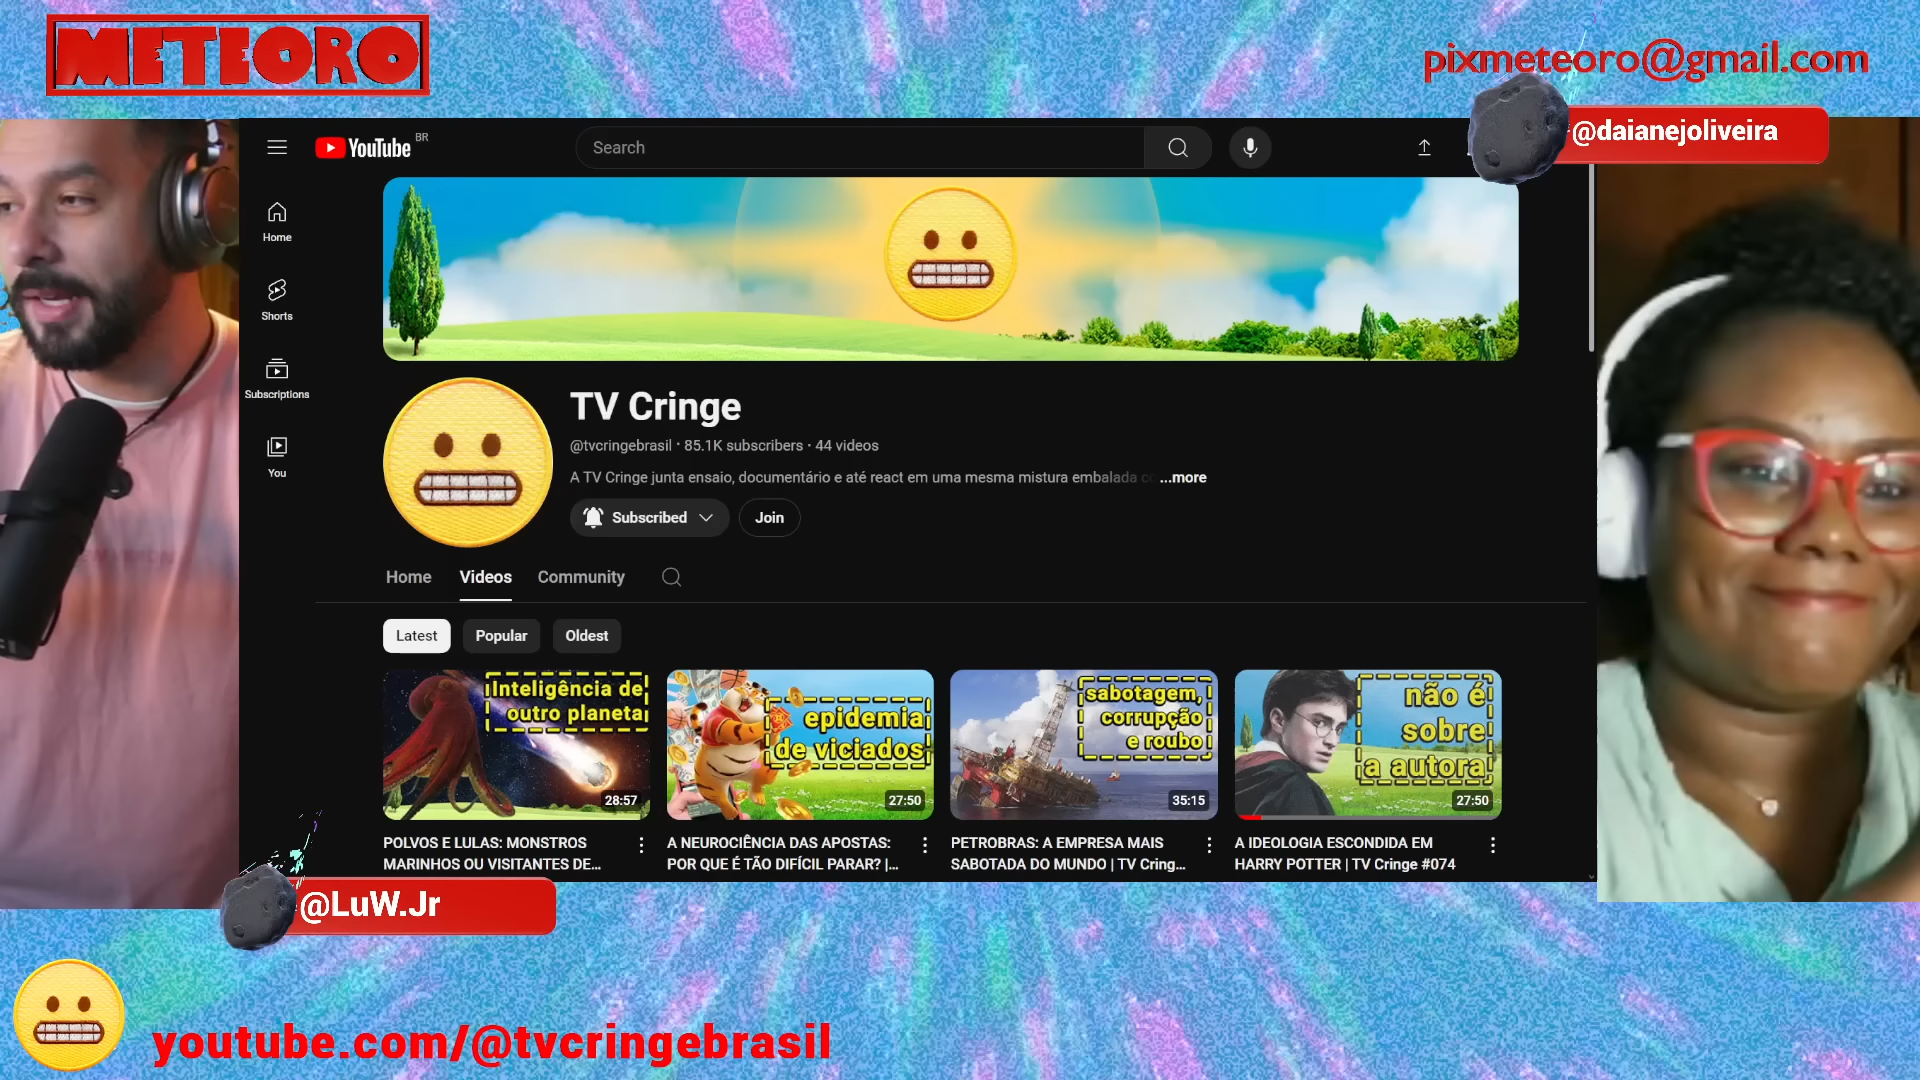 METEORO
pixmeteoro@gmail.com
@daianejoliveira
YouTube BR
Search
Home
Shorts
Subscriptions
You
TV Cringe
@tvcringebrasil · 85.1K subscribers · 44 videos
A TV Cringe junta ensaio, documentário e até react em uma mesma mistura embalada ...more
Subscribed
Join
Home
Videos
Community
Latest
Popular
Oldest
Inteligência de
outro planeta
28:57
epidemia
de viciados
27:50
sabotagem,
corrupção
e roubo
35:15
não é
sobre
a autora
27:50
POLVOS E LULAS: MONSTROS
MARINHOS OU VISITANTES DE...
A NEUROCIÊNCIA DAS APOSTAS:
POR QUE É TÃO DIFÍCIL PARAR? |...
PETROBRAS: A EMPRESA MAIS
SABOTADA DO MUNDO | TV Cring...
A IDEOLOGIA ESCONDIDA EM
HARRY POTTER | TV Cringe #074
@LuW.Jr
youtube.com/@tvcringebrasil